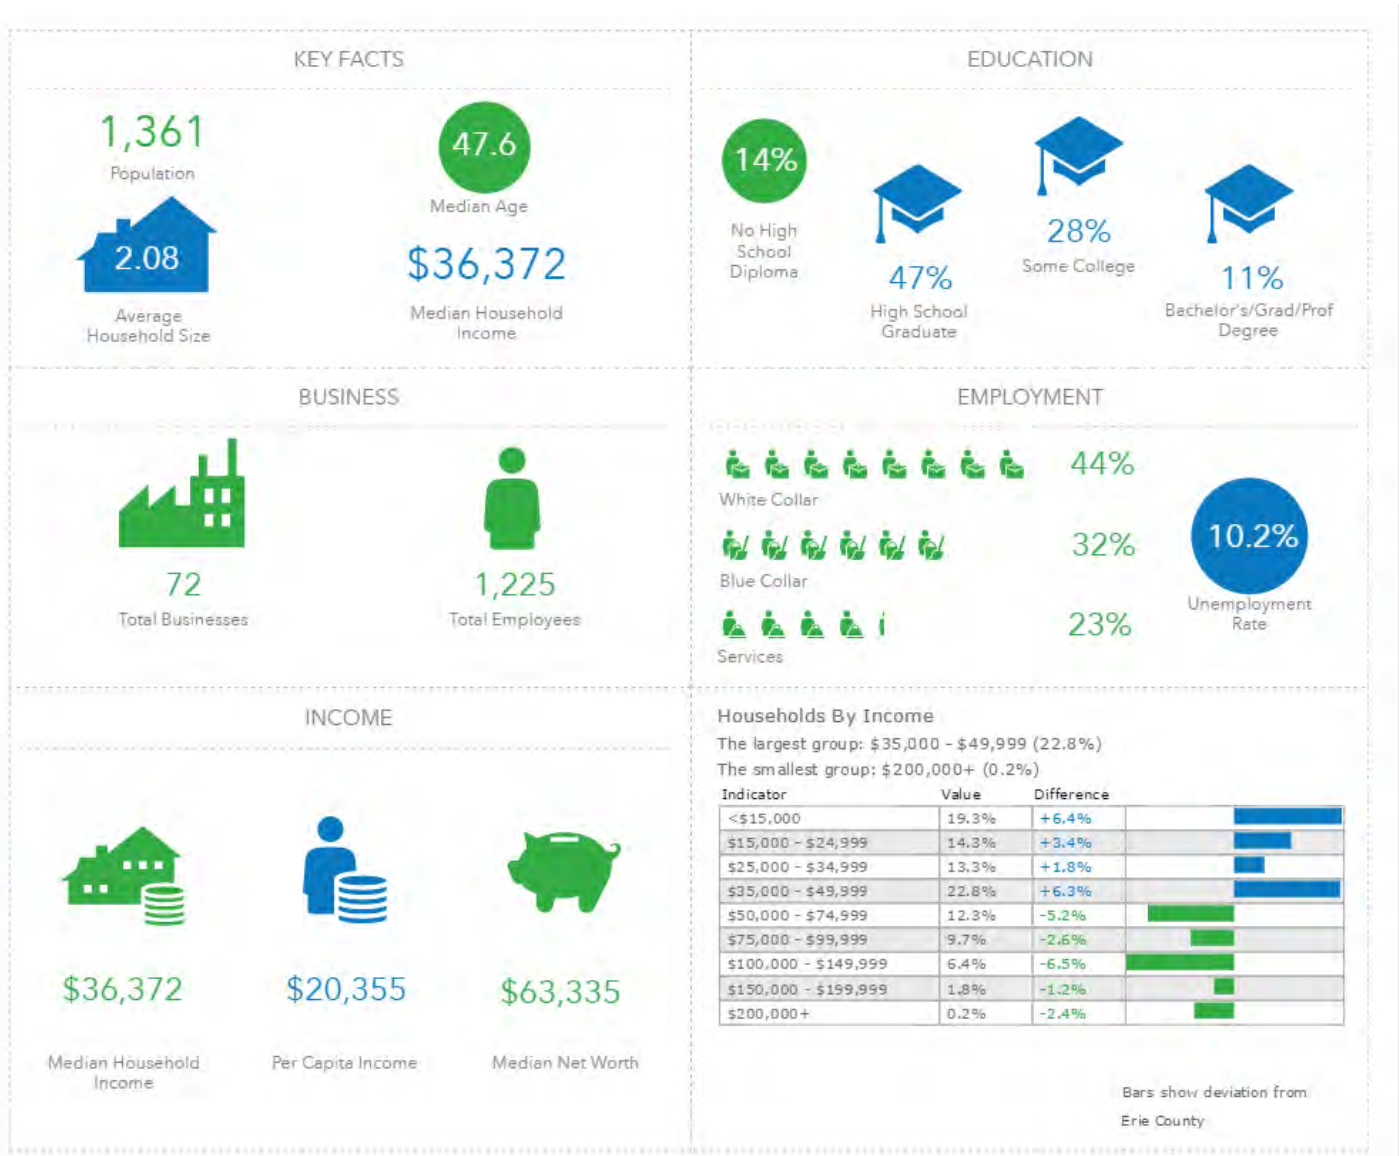 KEY FACTS
1,361
Population
47.6
Median Age
2.08
Average
Household Size
$36,372
Median Household
Income
EDUCATION
14%
No High
School
Diploma
47%
High School
Graduate
28%
Some College
11%
Bachelor's/Grad/Prof
Degree
BUSINESS
72
Total Businesses
1,225
Total Employees
EMPLOYMENT
44%
White Collar
32%
Blue Collar
23%
Services
10.2%
Unemployment
Rate
INCOME
$36,372
Median Household
Income
$20,355
Per Capita Income
$63,335
Median Net Worth
Households By Income
The largest group: $35,000 - $49,999 (22.8%)
The smallest group: $200,000+ (0.2%)
Indicator Value Difference
<$15,000 19.3% +6.4%
$15,000 - $24,999 14.3% +3.4%
$25,000 - $34,999 13.3% +1.8%
$35,000 - $49,999 22.8% +6.3%
$50,000 - $74,999 12.3% -5.2%
$75,000 - $99,999 9.7% -2.6%
$100,000 - $149,999 6.4% -6.5%
$150,000 - $199,999 1.8% -1.2%
$200,000+ 0.2% -2.4%
Bars show deviation from
Erie County